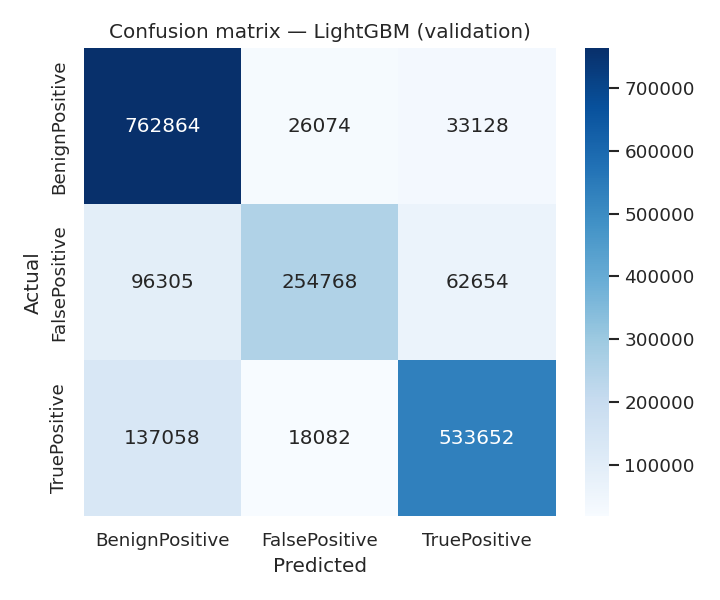 Confusion matrix — LightGBM (validation)
BenignPositive
762864
26074
33128
FalsePositive
96305
254768
62654
TruePositive
137058
18082
533652
Actual
BenignPositive
FalsePositive
TruePositive
Predicted
700000
600000
500000
400000
300000
200000
100000